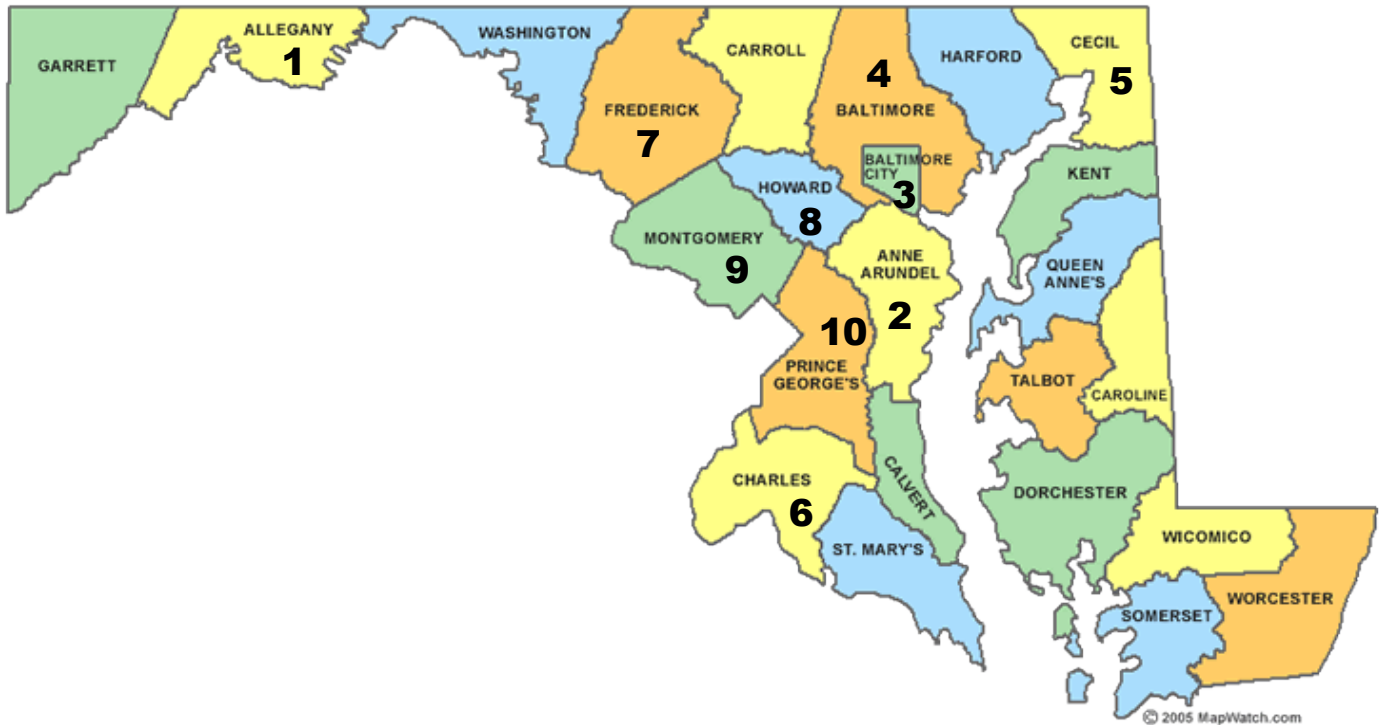 GARRETT
ALLEGANY
1
WASHINGTON
FREDERICK
7
CARROLL
4
BALTIMORE
BALTIMORE
CITY
3
HARFORD
CECIL
5
KENT
HOWARD
8
MONTGOMERY
9
ANNE
ARUNDEL
2
QUEEN
ANNE'S
10
PRINCE
GEORGE'S
TALBOT
CAROLINE
CHARLES
6
CALVERT
DORCHESTER
ST. MARY'S
WICOMICO
SOMERSET
WORCESTER
© 2005 MapWatch.com